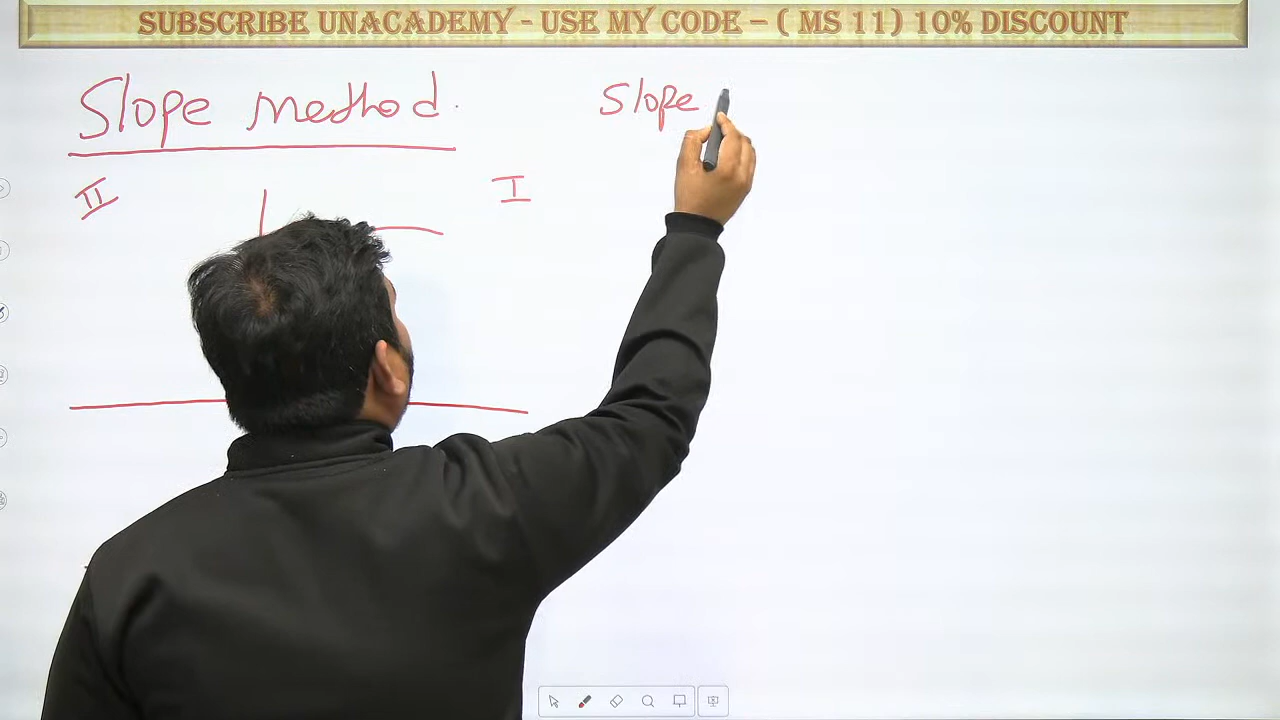 SUBSCRIBE UNACADEMY - USE MY CODE – ( MS 11) 10% DISCOUNT
Slope Method.
Slope
II
I